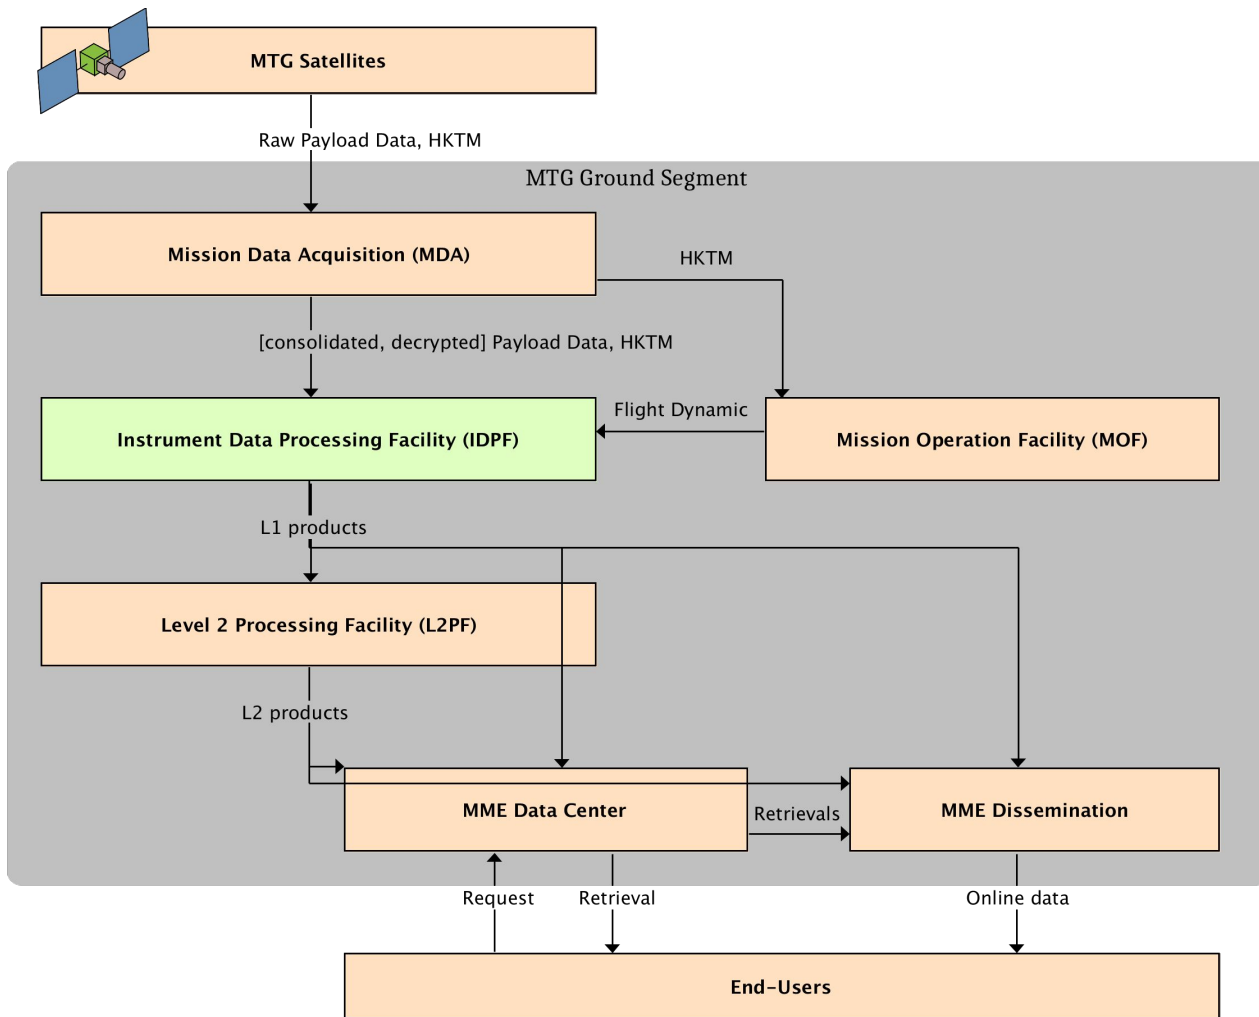 MTG Satellites
Raw Payload Data, HKTM
MTG Ground Segment
Mission Data Acquisition (MDA)
HKTM
[consolidated, decrypted] Payload Data, HKTM
Flight Dynamic
Instrument Data Processing Facility (IDPF)
Mission Operation Facility (MOF)
L1 products
Level 2 Processing Facility (L2PF)
L2 products
MME Data Center
Retrievals
MME Dissemination
Request
Retrieval
Online data
End-Users